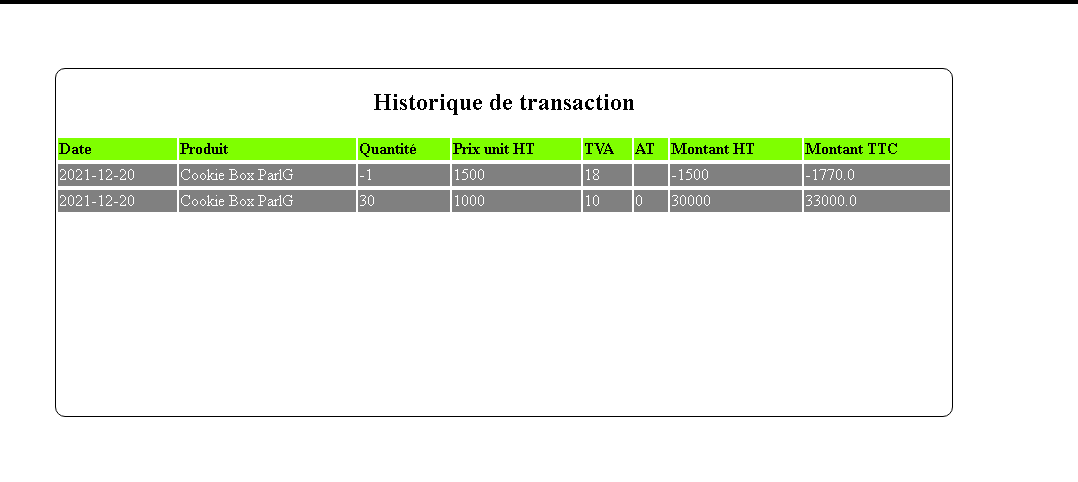 Historique de transaction
Date Produit Quantité Prix unit HT TVA AT Montant HT Montant TTC
2021-12-20 Cookie Box ParlG -1 1500 18 -1500 -1770.0
2021-12-20 Cookie Box ParlG 30 1000 10 0 30000 33000.0